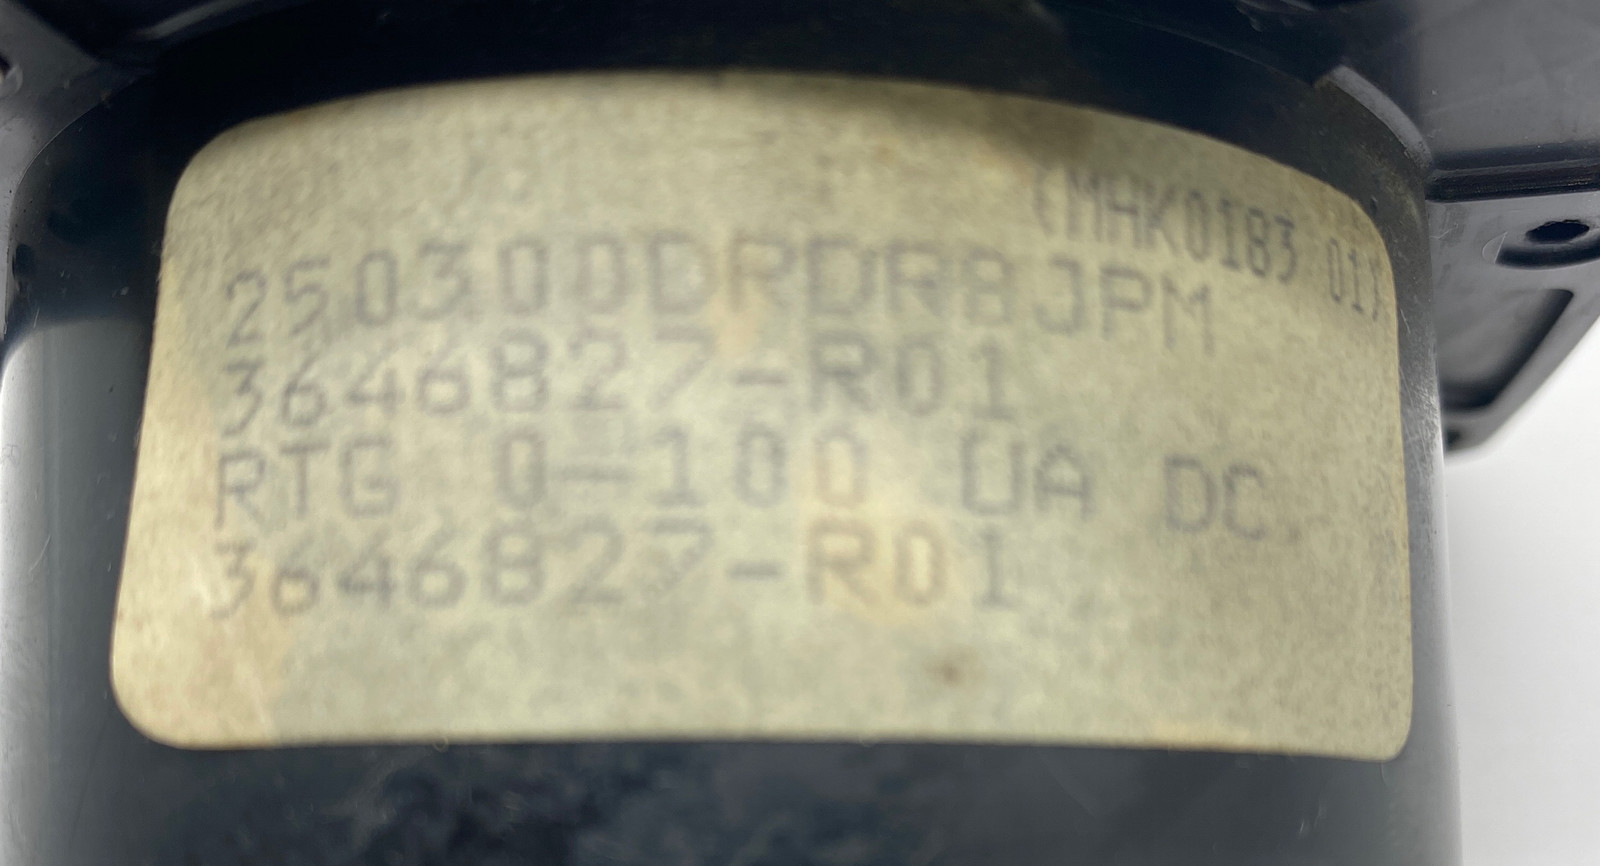 (MHK0183 01)
250300DRDR8JPM
3646827-R01
RTG 0-100 UA DC
3646827-R01